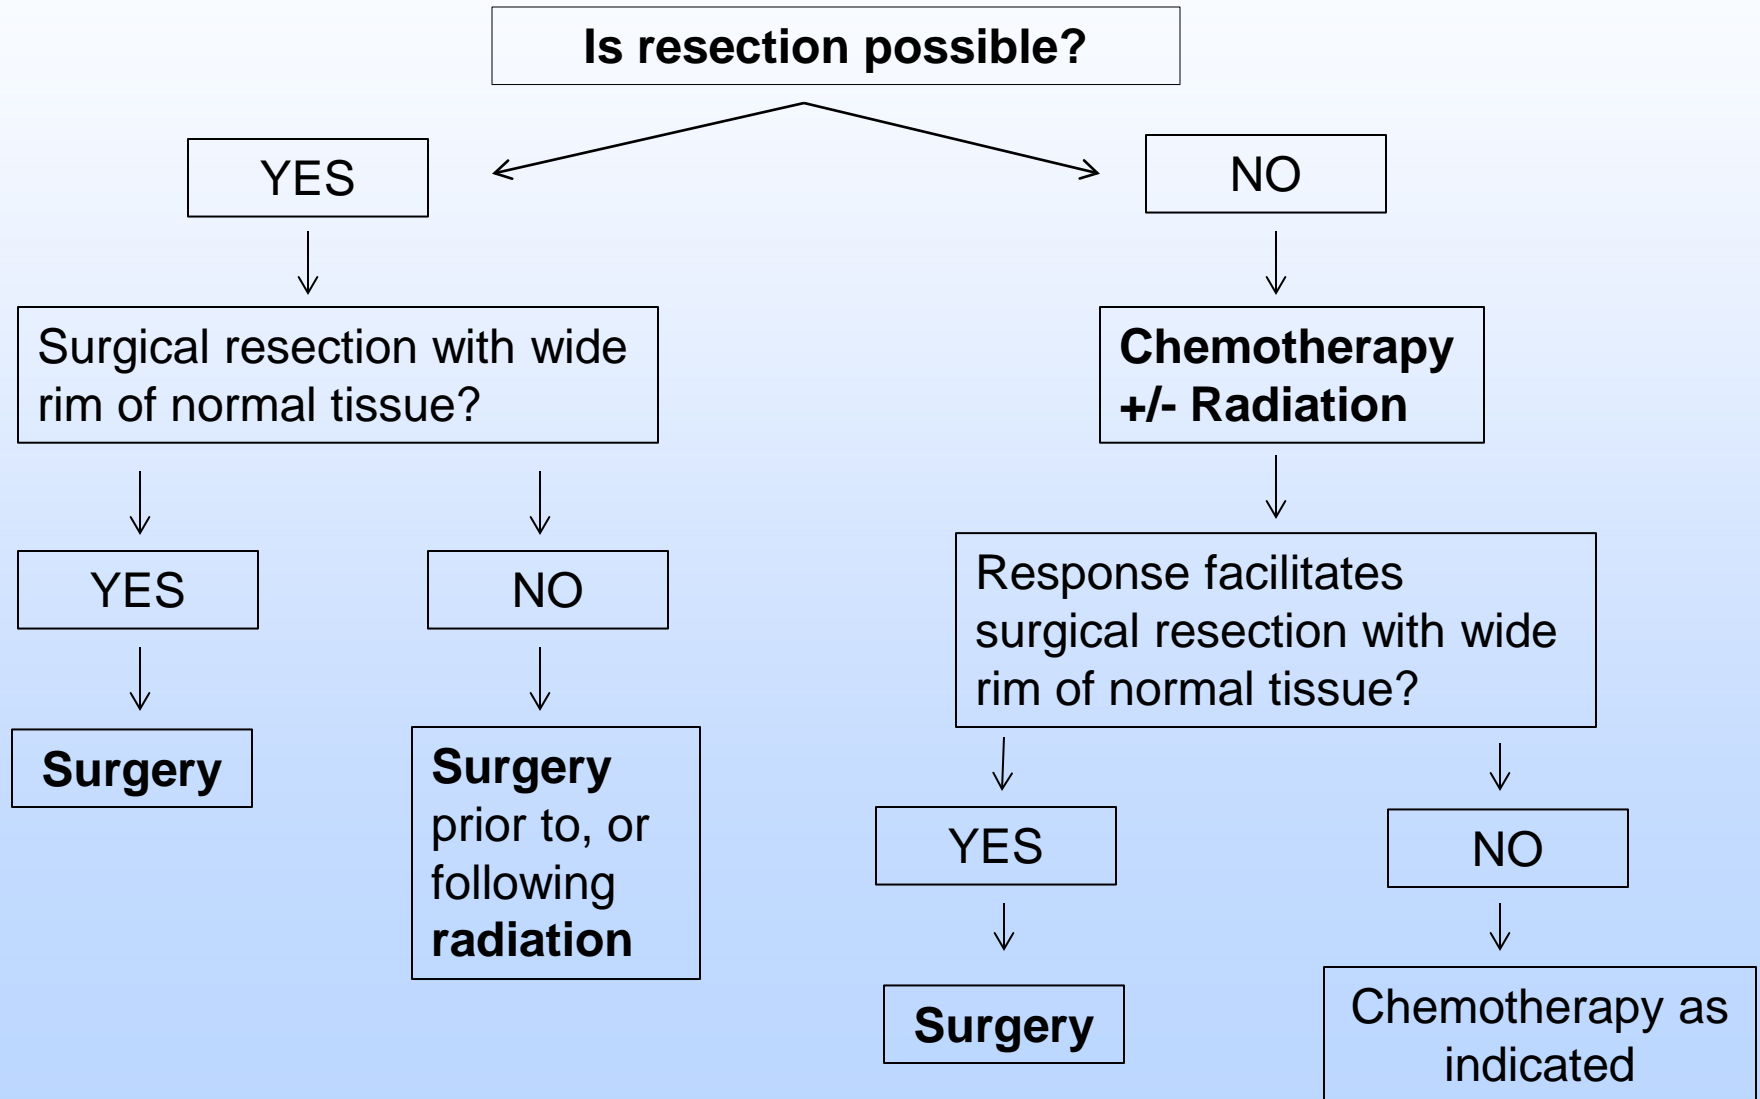 Is resection possible?
YES
NO
Surgical resection with wide
rim of normal tissue?
Chemotherapy
+/- Radiation
YES
NO
Response facilitates
surgical resection with wide
rim of normal tissue?
Surgery
Surgery
prior to, or
following
radiation
YES
NO
Surgery
Chemotherapy as
indicated